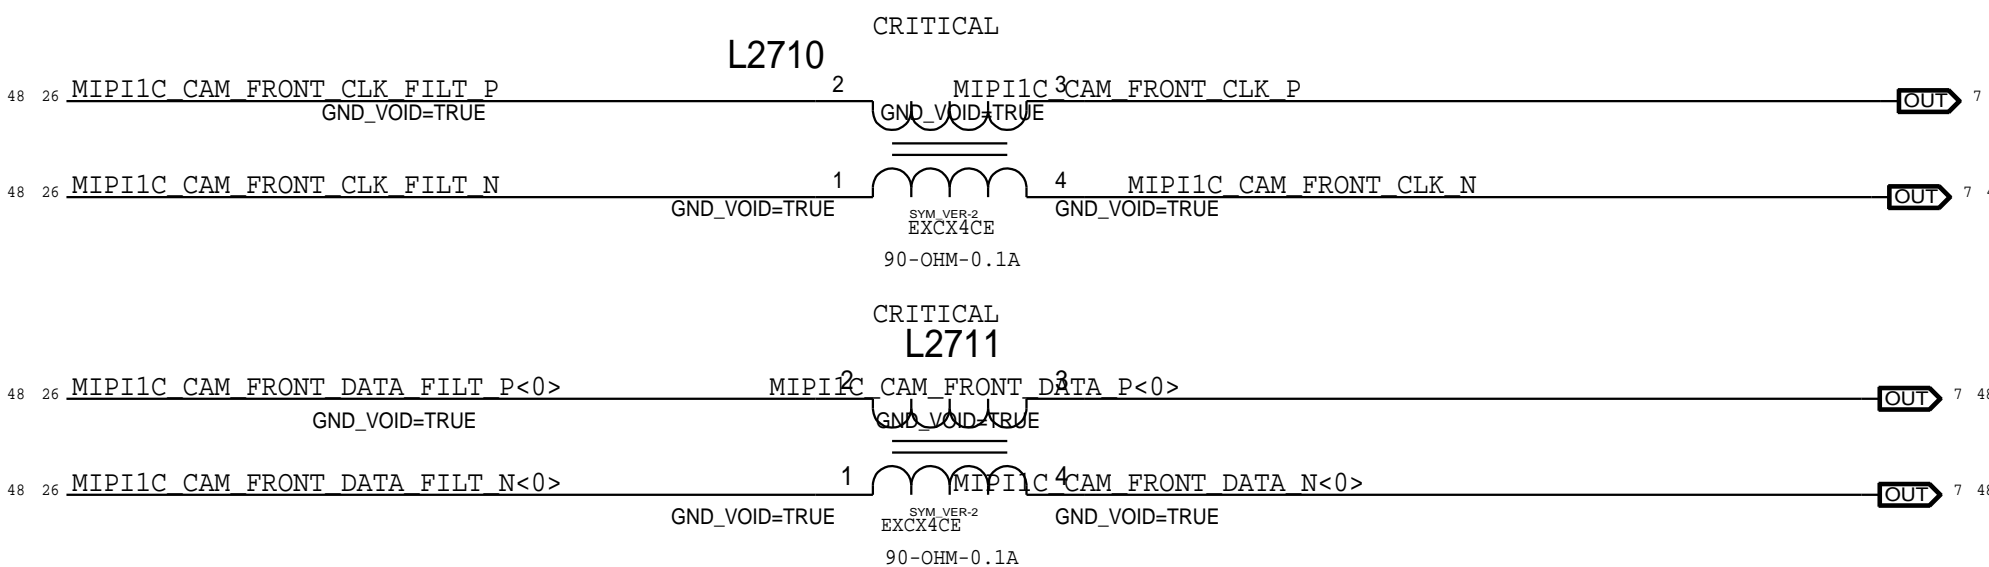 CRITICAL
L2710
48 26 MIPI1C_CAM_FRONT_CLK_FILT_P 2 3 MIPI1C_CAM_FRONT_CLK_P OUT 7
GND_VOID=TRUE GND_VOID=TRUE
48 26 MIPI1C_CAM_FRONT_CLK_FILT_N 1 4 MIPI1C_CAM_FRONT_CLK_N OUT 7 4
GND_VOID=TRUE GND_VOID=TRUE
SYM_VER-2
EXCX4CE
90-OHM-0.1A
CRITICAL
L2711
48 26 MIPI1C_CAM_FRONT_DATA_FILT_P<0> 2 3 MIPI1C_CAM_FRONT_DATA_P<0> OUT 7 48
GND_VOID=TRUE GND_VOID=TRUE
48 26 MIPI1C_CAM_FRONT_DATA_FILT_N<0> 1 4 MIPI1C_CAM_FRONT_DATA_N<0> OUT 7 48
GND_VOID=TRUE GND_VOID=TRUE
SYM_VER-2
EXCX4CE
90-OHM-0.1A